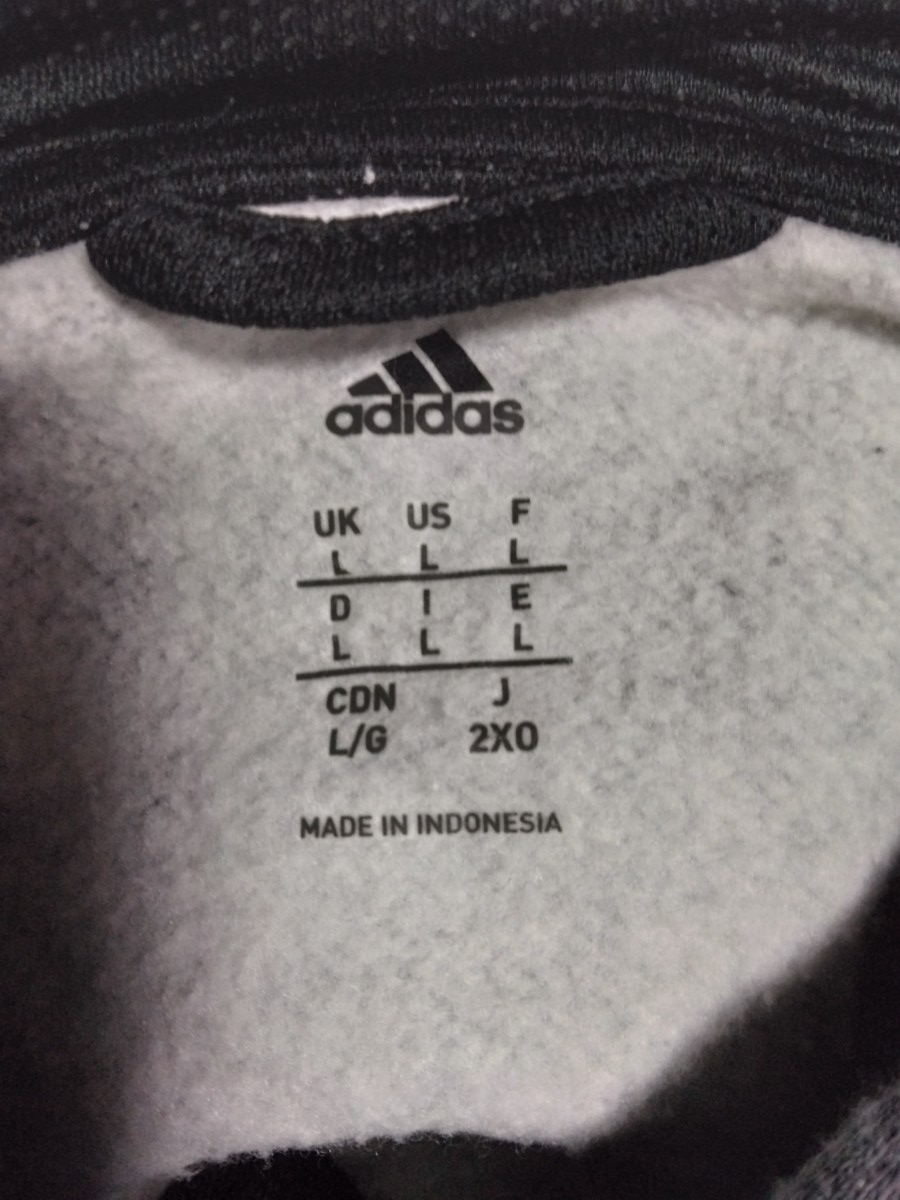 adidas
UK US F
L L L
D I E
L L L
CDN J
L/G 2XO
MADE IN INDONESIA